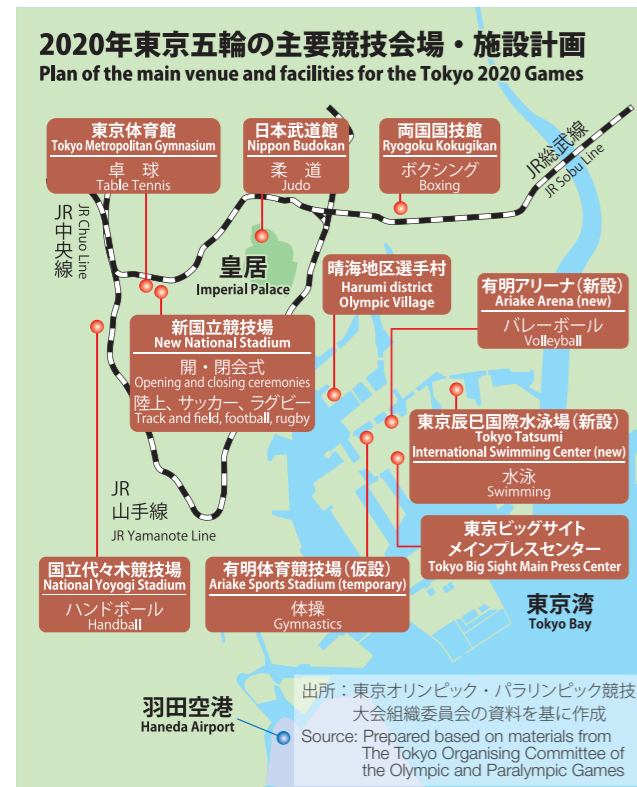 2020年東京五輪の主要競技会場・施設計画
Plan of the main venue and facilities for the Tokyo 2020 Games
東京体育館
Tokyo Metropolitan Gymnasium
卓 球
Table Tennis
日本武道館
Nippon Budokan
柔 道
Judo
両国国技館
Ryogoku Kokugikan
ボクシング
Boxing
JR総武線
JR Sobu Line
JR中央線
JR Chuo Line
皇居
Imperial Palace
晴海地区選手村
Harumi district
Olympic Village
有明アリーナ(新設)
Ariake Arena (new)
バレーボール
Volleyball
新国立競技場
New National Stadium
開・閉会式
Opening and closing ceremonies
陸上、サッカー、ラグビー
Track and field, football, rugby
東京辰巳国際水泳場(新設)
Tokyo Tatsumi
International Swimming Center (new)
水泳
Swimming
JR
山手線
JR Yamanote Line
東京ビッグサイト
メインプレスセンター
Tokyo Big Sight Main Press Center
国立代々木競技場
National Yoyogi Stadium
ハンドボール
Handball
有明体育競技場(仮設)
Ariake Sports Stadium (temporary)
体操
Gymnastics
東京湾
Tokyo Bay
羽田空港
Haneda Airport
出所：東京オリンピック・パラリンピック競技
大会組織委員会の資料を基に作成
Source: Prepared based on materials from
The Tokyo Organising Committee of
the Olympic and Paralympic Games